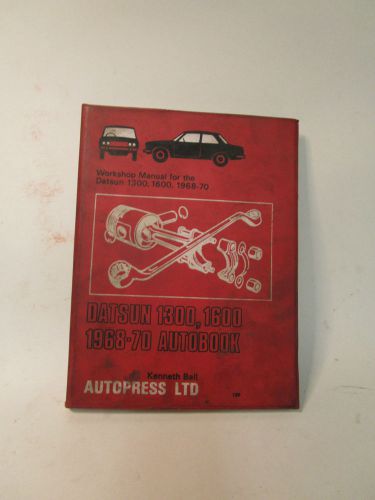 Workshop Manual for the
Datsun 1300, 1600, 1968-70
DATSUN 1300, 1600
1968-70 AUTOBOOK
Kenneth Ball
AUTOPRESS LTD